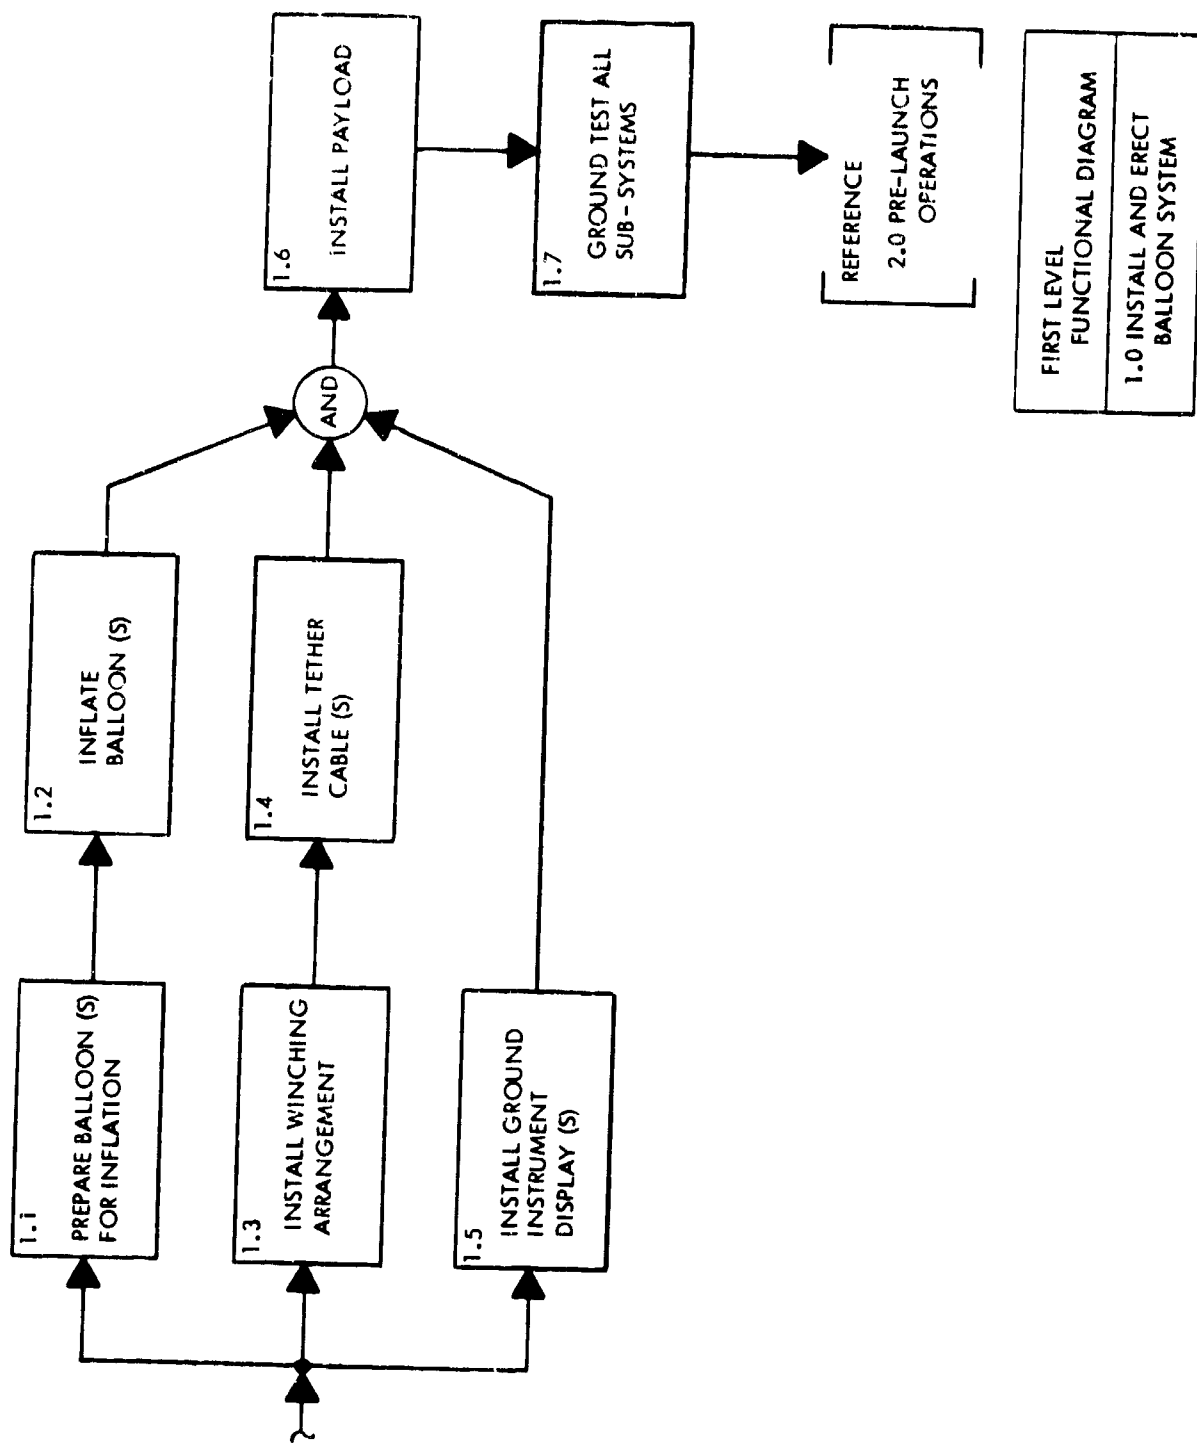 1.1
PREPARE BALLOON (S)
FOR INFLATION
1.2
INFLATE
BALLOON (S)
1.3
INSTALL WINCHING
ARRANGEMENT
1.4
INSTALL TETHER
CABLE (S)
1.5
INSTALL GROUND
INSTRUMENT
DISPLAY (S)
AND
1.6
INSTALL PAYLOAD
1.7
GROUND TEST ALL
SUB-SYSTEMS
REFERENCE
2.0 PRE-LAUNCH
OPERATIONS
FIRST LEVEL
FUNCTIONAL DIAGRAM
1.0 INSTALL AND ERECT
BALLOON SYSTEM